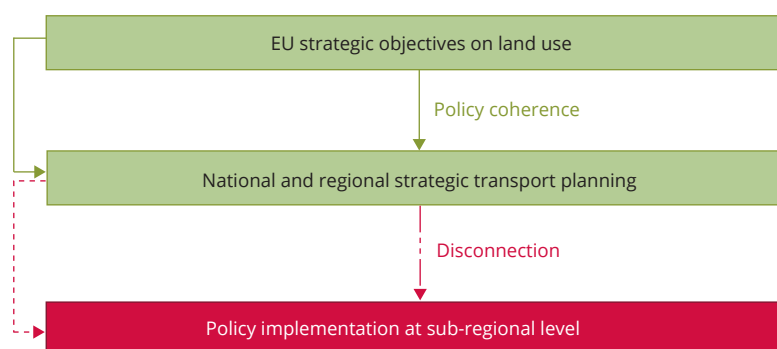 EU strategic objectives on land use
Policy coherence
National and regional strategic transport planning
Disconnection
Policy implementation at sub-regional level